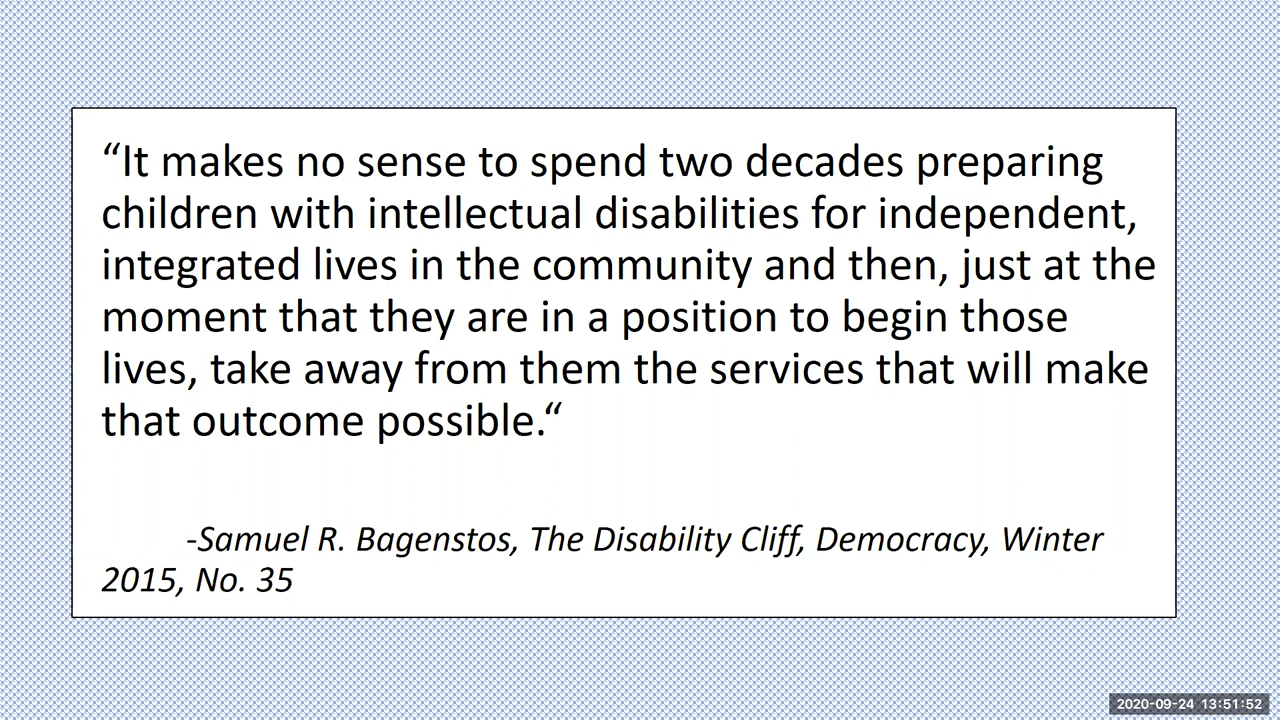 “It makes no sense to spend two decades preparing
children with intellectual disabilities for independent,
integrated lives in the community and then, just at the
moment that they are in a position to begin those
lives, take away from them the services that will make
that outcome possible.“
-Samuel R. Bagenstos, The Disability Cliff, Democracy, Winter
2015, No. 35
2020-09-24 13:51:52